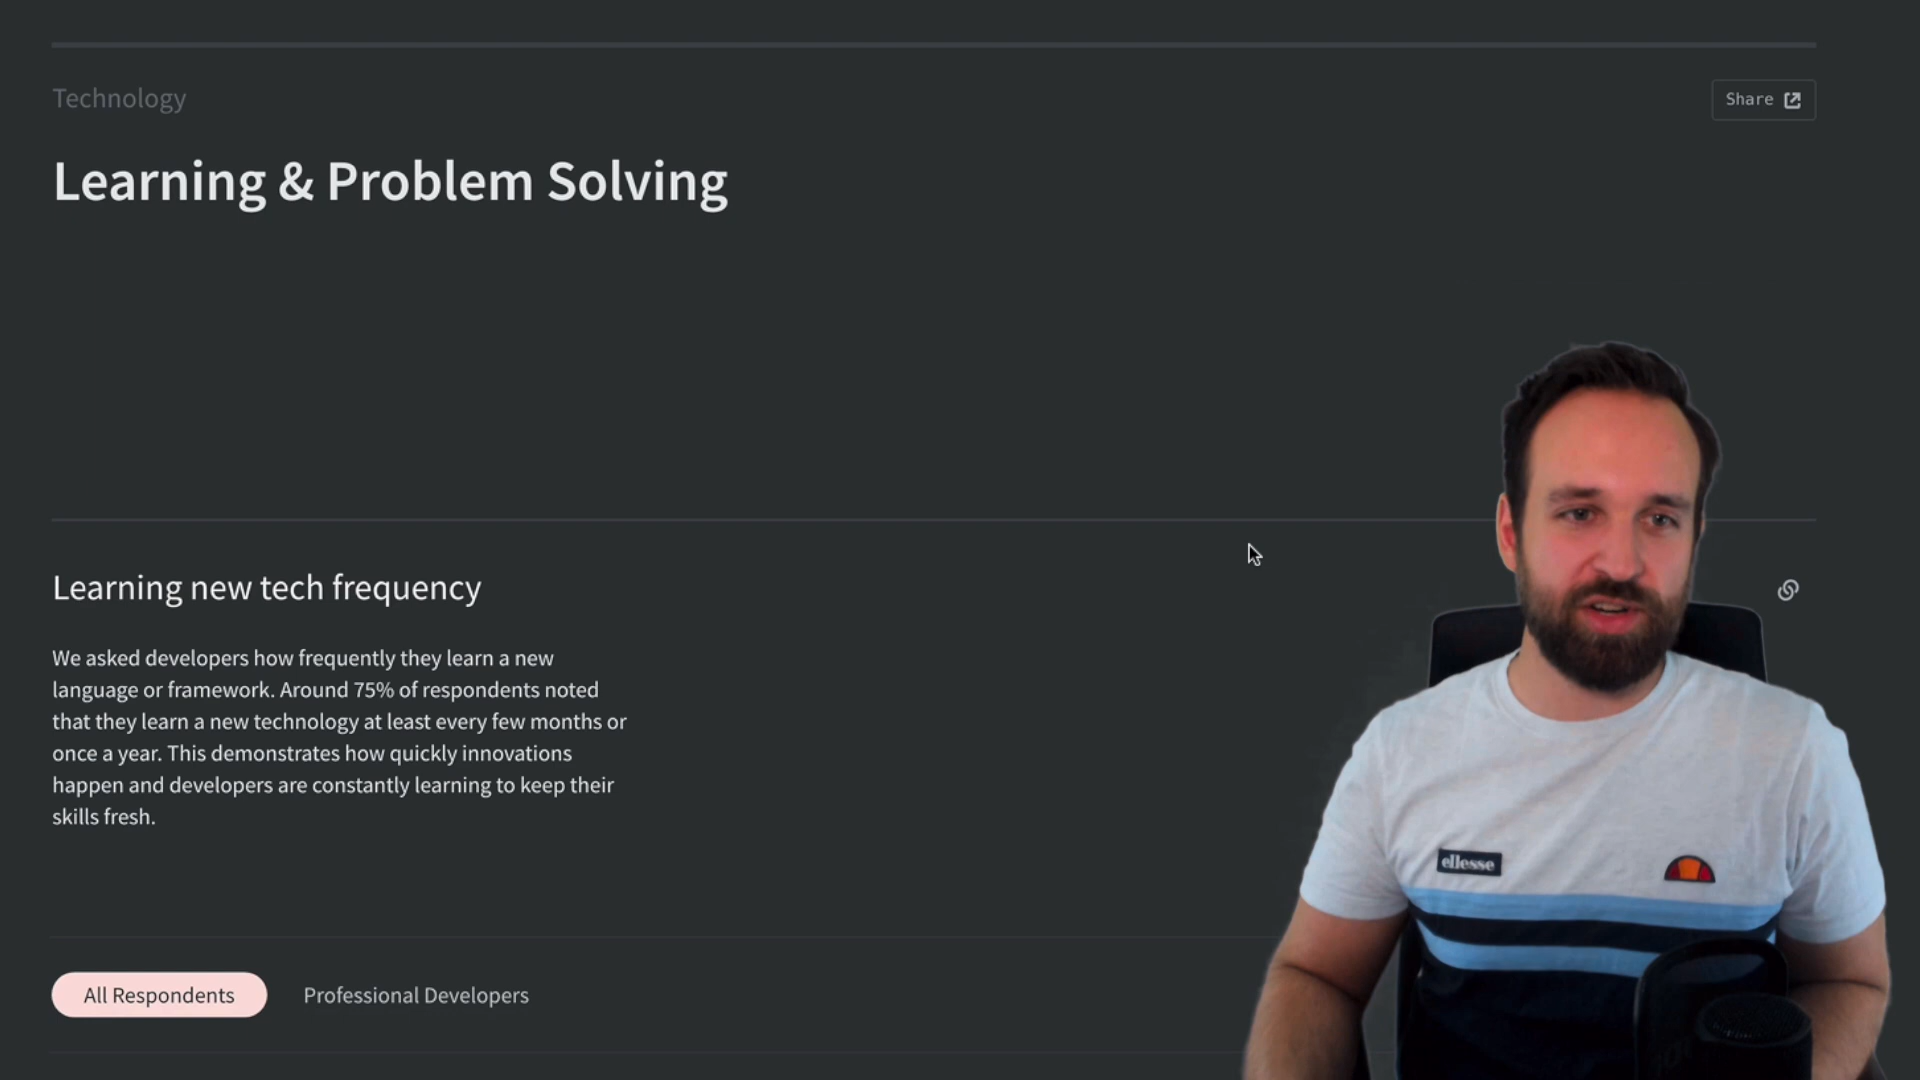 Technology
Share
Learning & Problem Solving
Learning new tech frequency
We asked developers how frequently they learn a new
language or framework. Around 75% of respondents noted
that they learn a new technology at least every few months or
once a year. This demonstrates how quickly innovations
happen and developers are constantly learning to keep their
skills fresh.
ellesse
All Respondents
Professional Developers